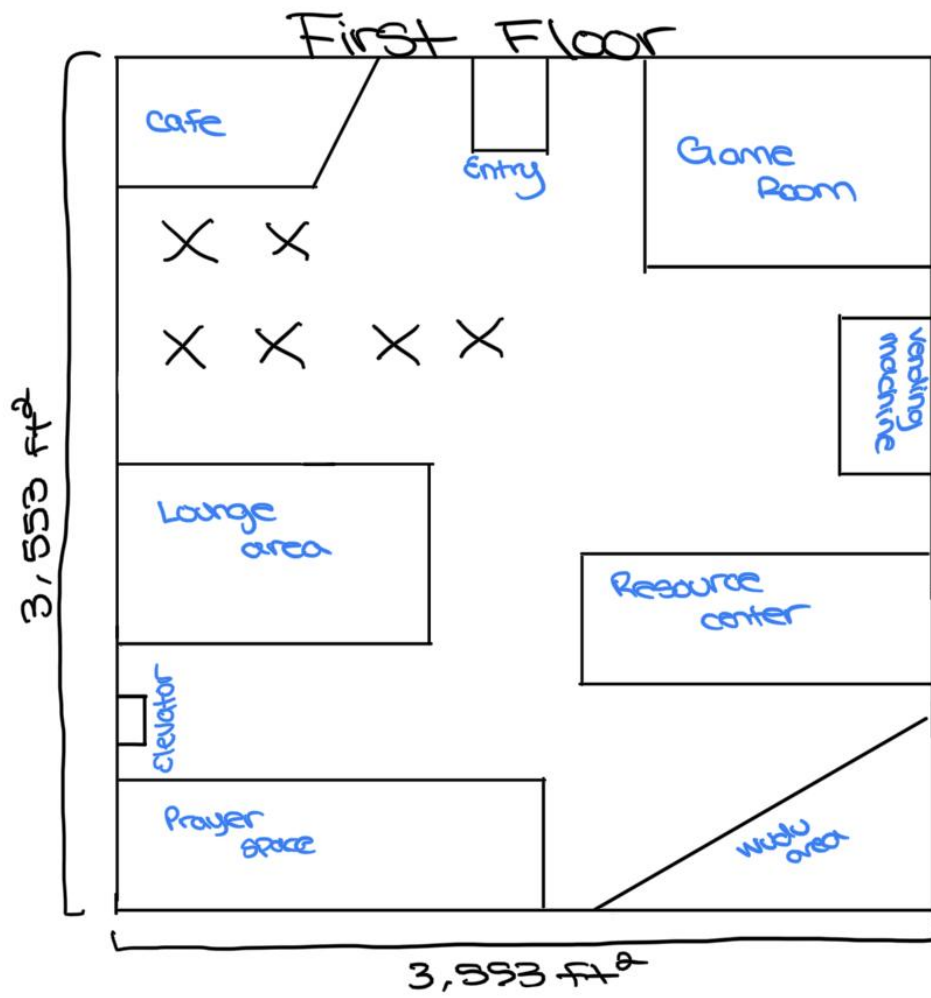 First Floor
Cafe
Entry
Game
Room
vending
machine
3,553 ft²
Lounge
area
Resource
center
Elevator
Prayer
space
wudu
area
3,553 ft²